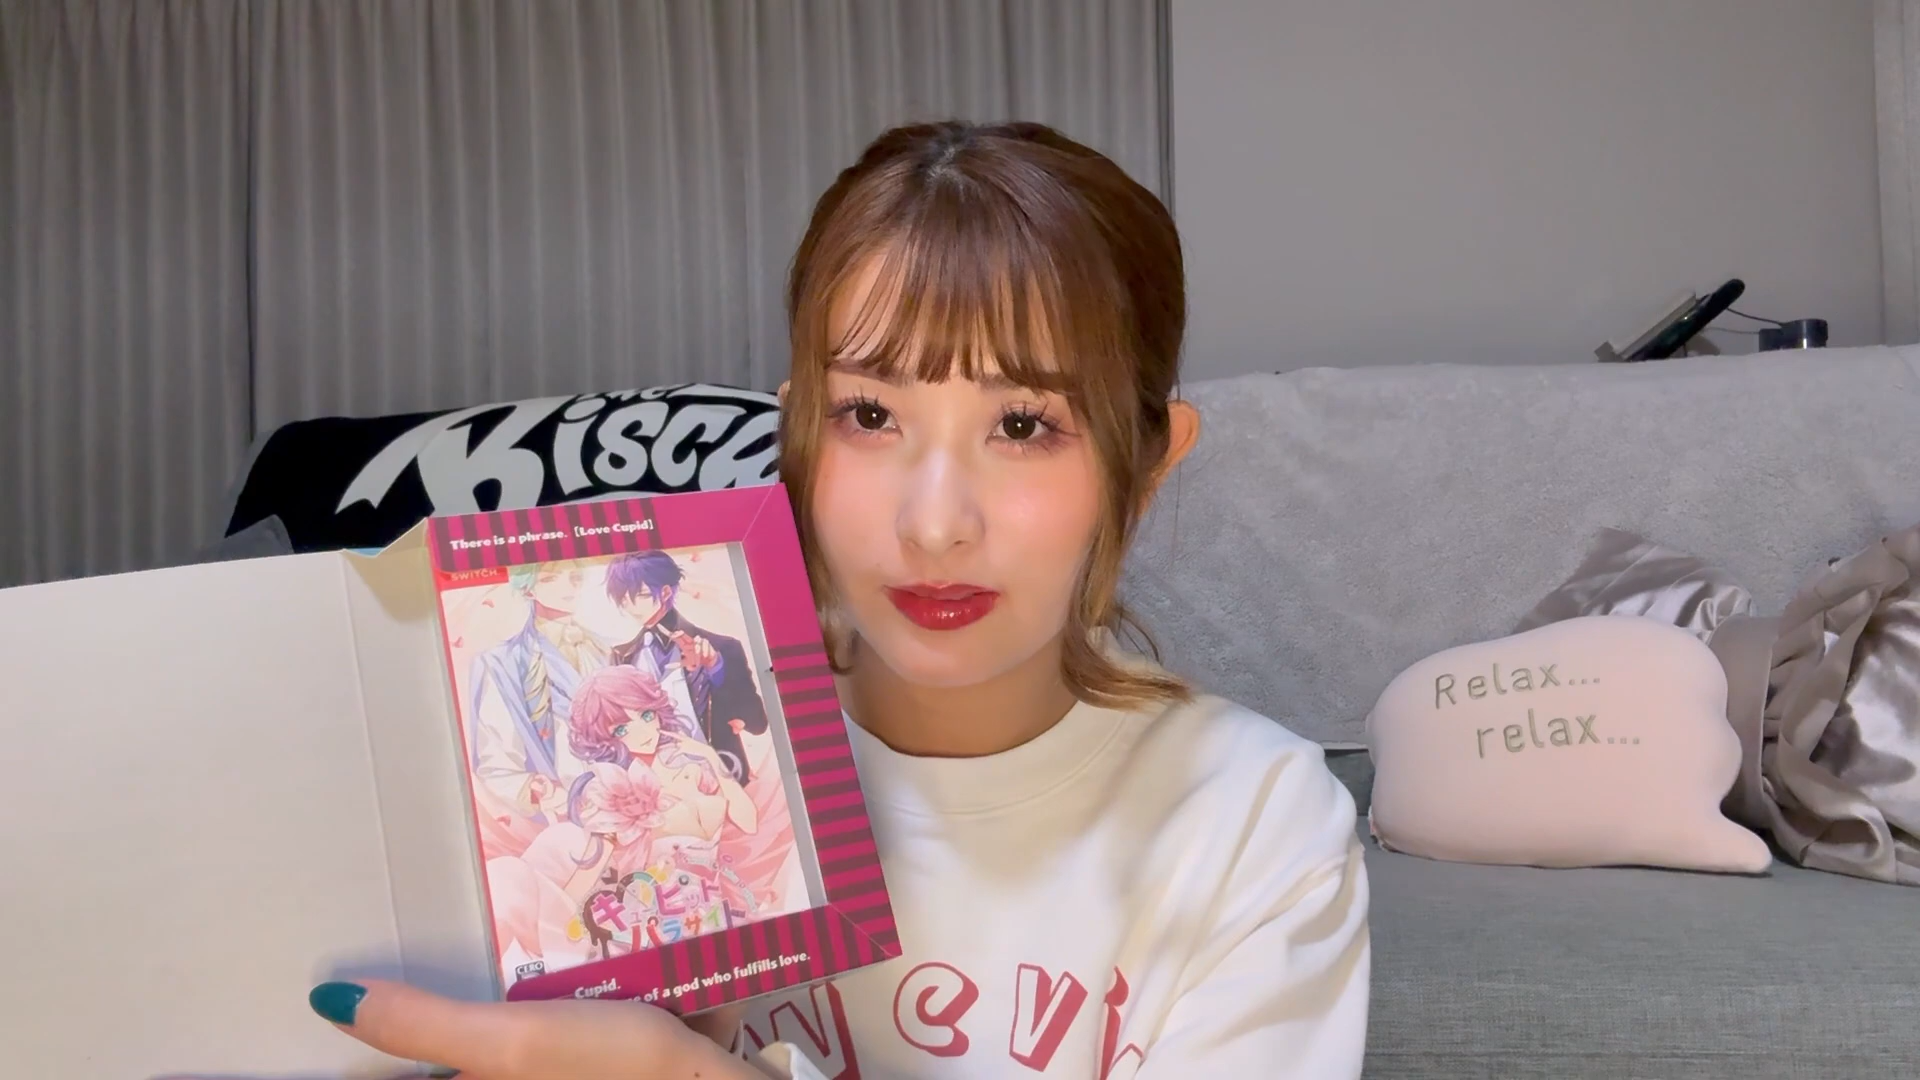 There is a phrase. [Love Cupid]
SWITCH
キューピット
パラサイト
CERO
Cupid.
of a god who fulfills love.
Relax...
relax...